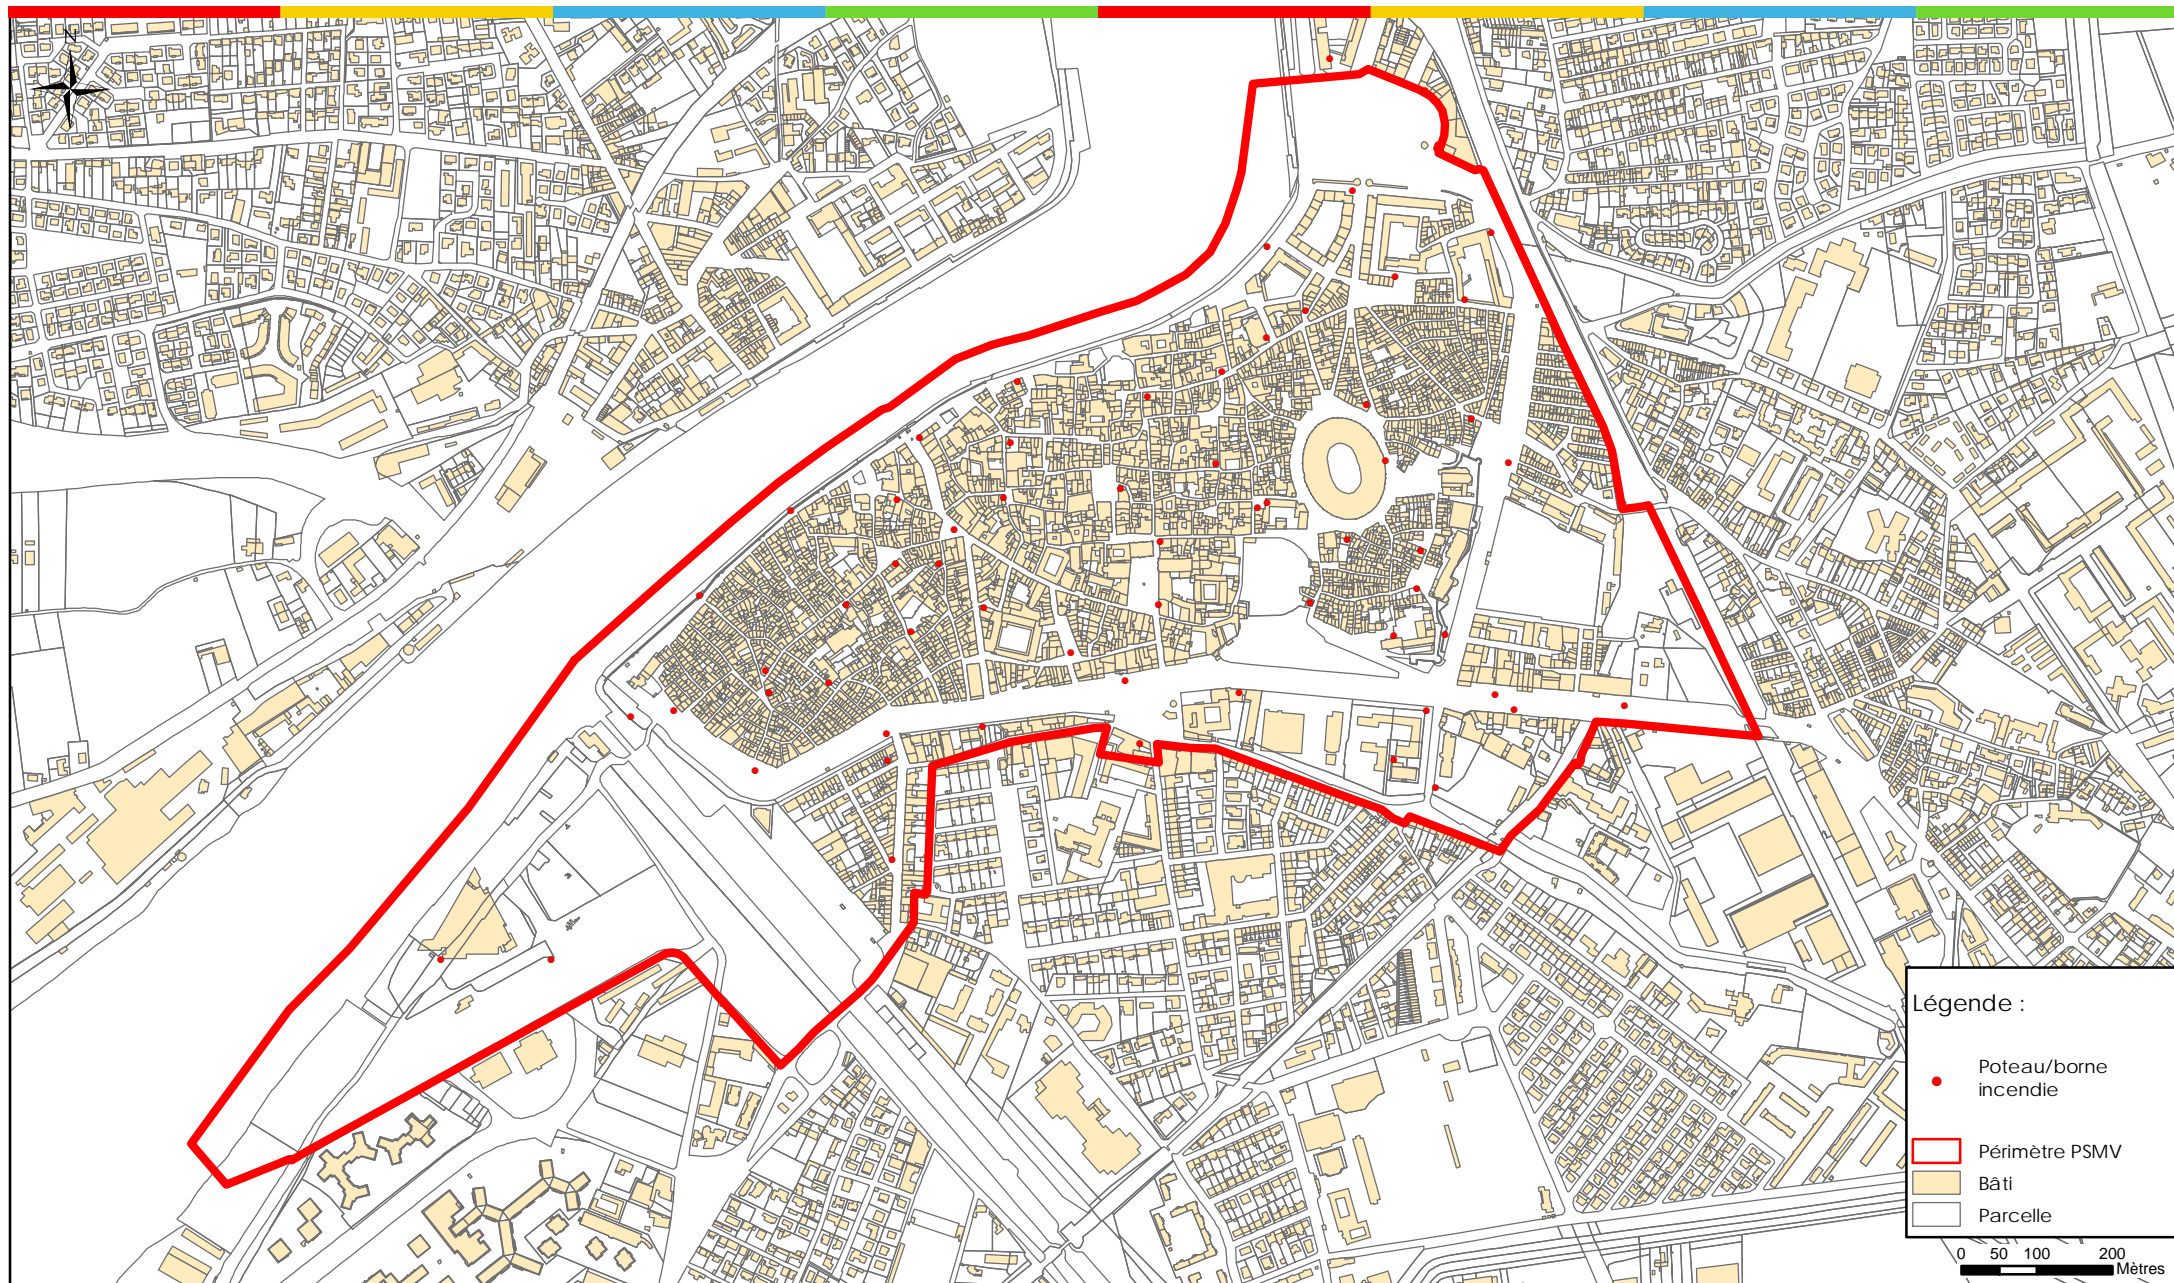 N
Légende :
Poteau/borne
incendie
Périmètre PSMV
Bâti
Parcelle
0 50 100 200
Mètres